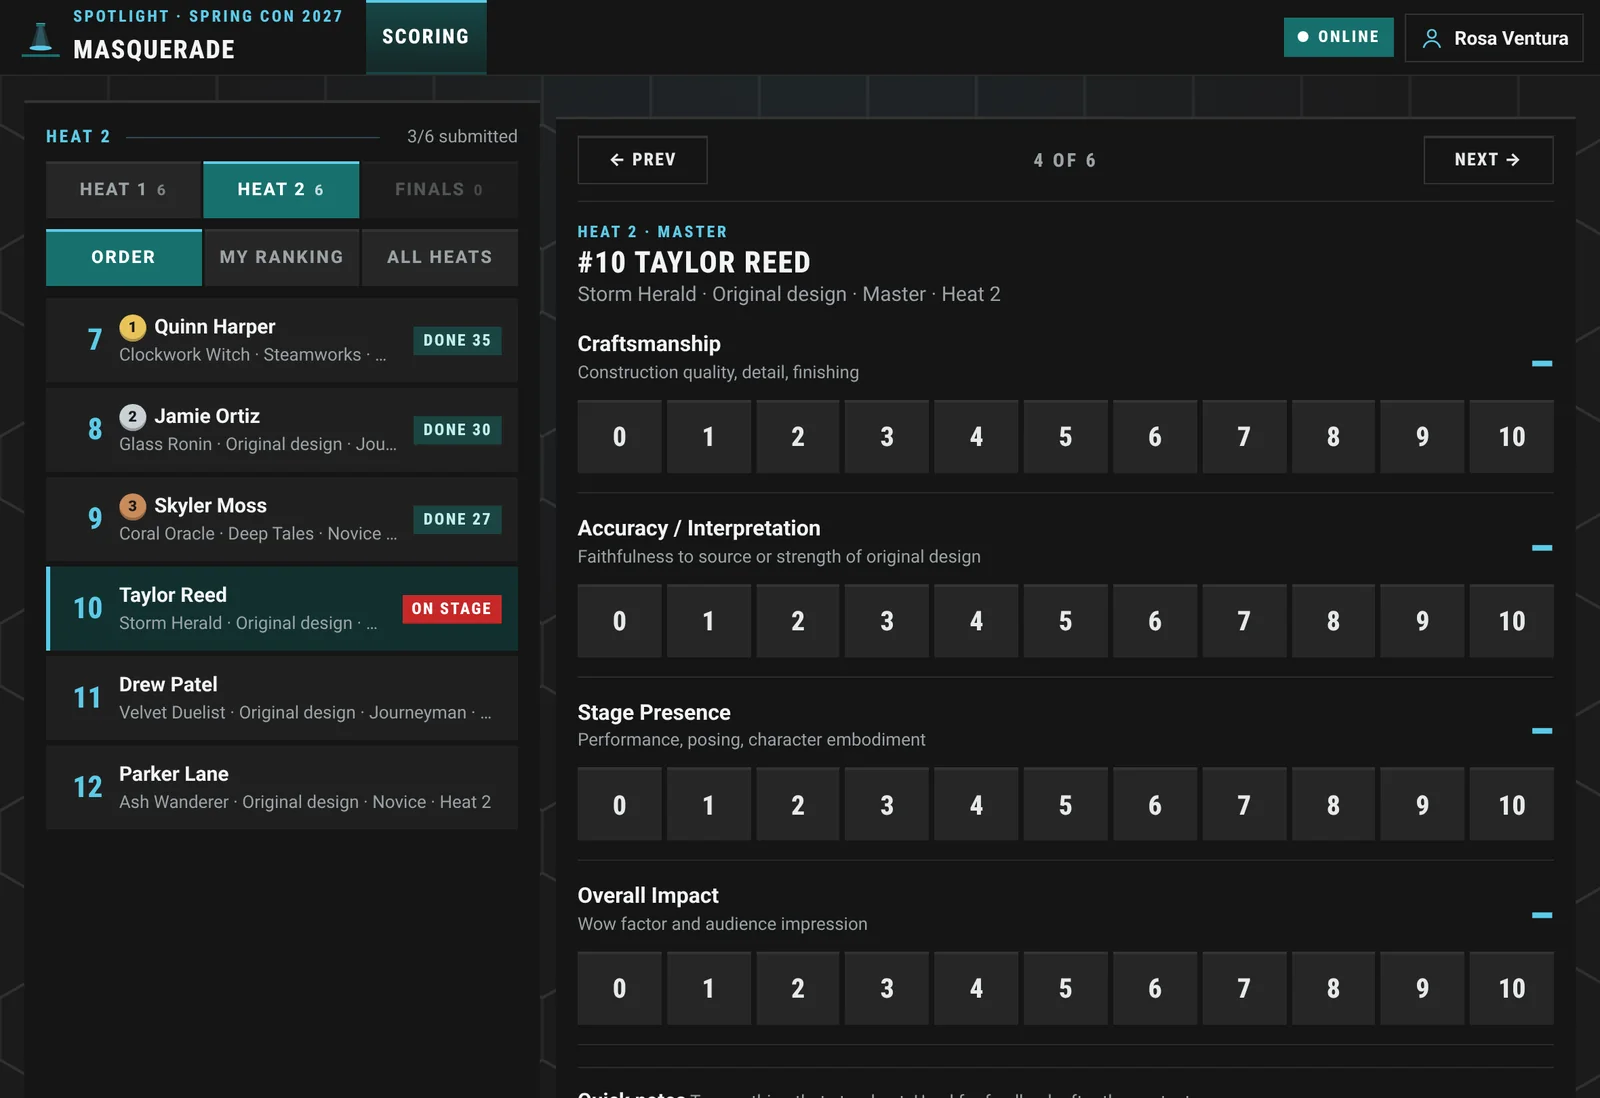 SPOTLIGHT · SPRING CON 2027
MASQUERADE
SCORING
ONLINE
Rosa Ventura
HEAT 2
3/6 submitted
HEAT 1 6
HEAT 2 6
FINALS 0
ORDER
MY RANKING
ALL HEATS
7
1 Quinn Harper
Clockwork Witch · Steamworks · ...
DONE 35
8
2 Jamie Ortiz
Glass Ronin · Original design · Jou...
DONE 30
9
3 Skyler Moss
Coral Oracle · Deep Tales · Novice ...
DONE 27
10
Taylor Reed
Storm Herald · Original design · ...
ON STAGE
11
Drew Patel
Velvet Duelist · Original design · Journeyman · ...
12
Parker Lane
Ash Wanderer · Original design · Novice · Heat 2
← PREV
4 OF 6
NEXT →
HEAT 2 · MASTER
#10 TAYLOR REED
Storm Herald · Original design · Master · Heat 2
Craftsmanship
Construction quality, detail, finishing
0 1 2 3 4 5 6 7 8 9 10
Accuracy / Interpretation
Faithfulness to source or strength of original design
0 1 2 3 4 5 6 7 8 9 10
Stage Presence
Performance, posing, character embodiment
0 1 2 3 4 5 6 7 8 9 10
Overall Impact
Wow factor and audience impression
0 1 2 3 4 5 6 7 8 9 10
Quick notes